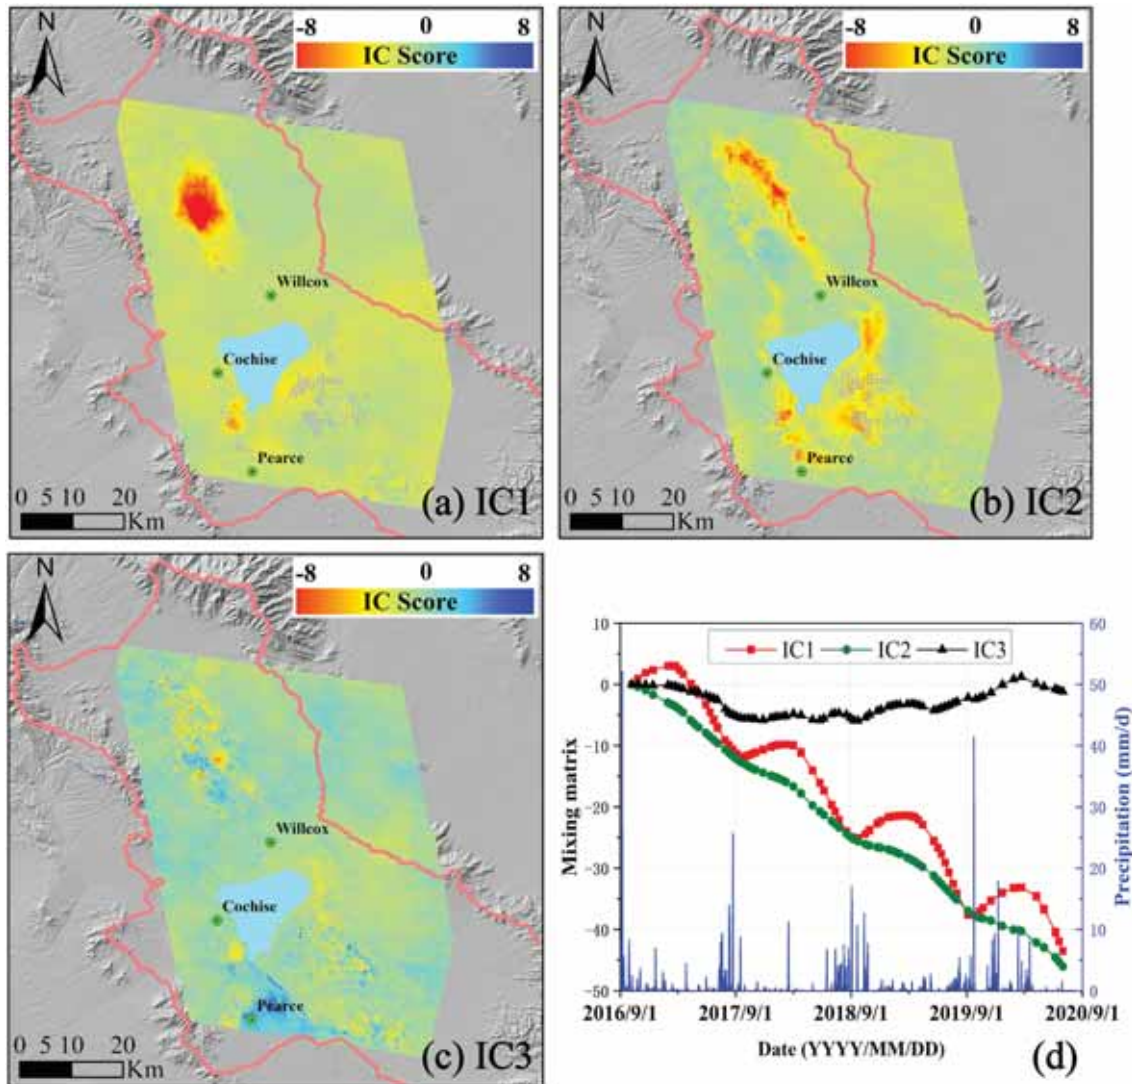 N
-8 0 8
IC Score
Willcox
Cochise
Pearce
0 5 10 20
Km
(a) IC1
N
-8 0 8
IC Score
Willcox
Cochise
Pearce
0 5 10 20
Km
(b) IC2
N
-8 0 8
IC Score
Willcox
Cochise
Pearce
0 5 10 20
Km
(c) IC3
IC1 IC2 IC3
10
0
-10
-20
-30
-40
-50
Mixing matrix
60
50
40
30
20
10
0
Precipitation (mm/d)
2016/9/1 2017/9/1 2018/9/1 2019/9/1 2020/9/1
Date (YYYY/MM/DD)
(d)